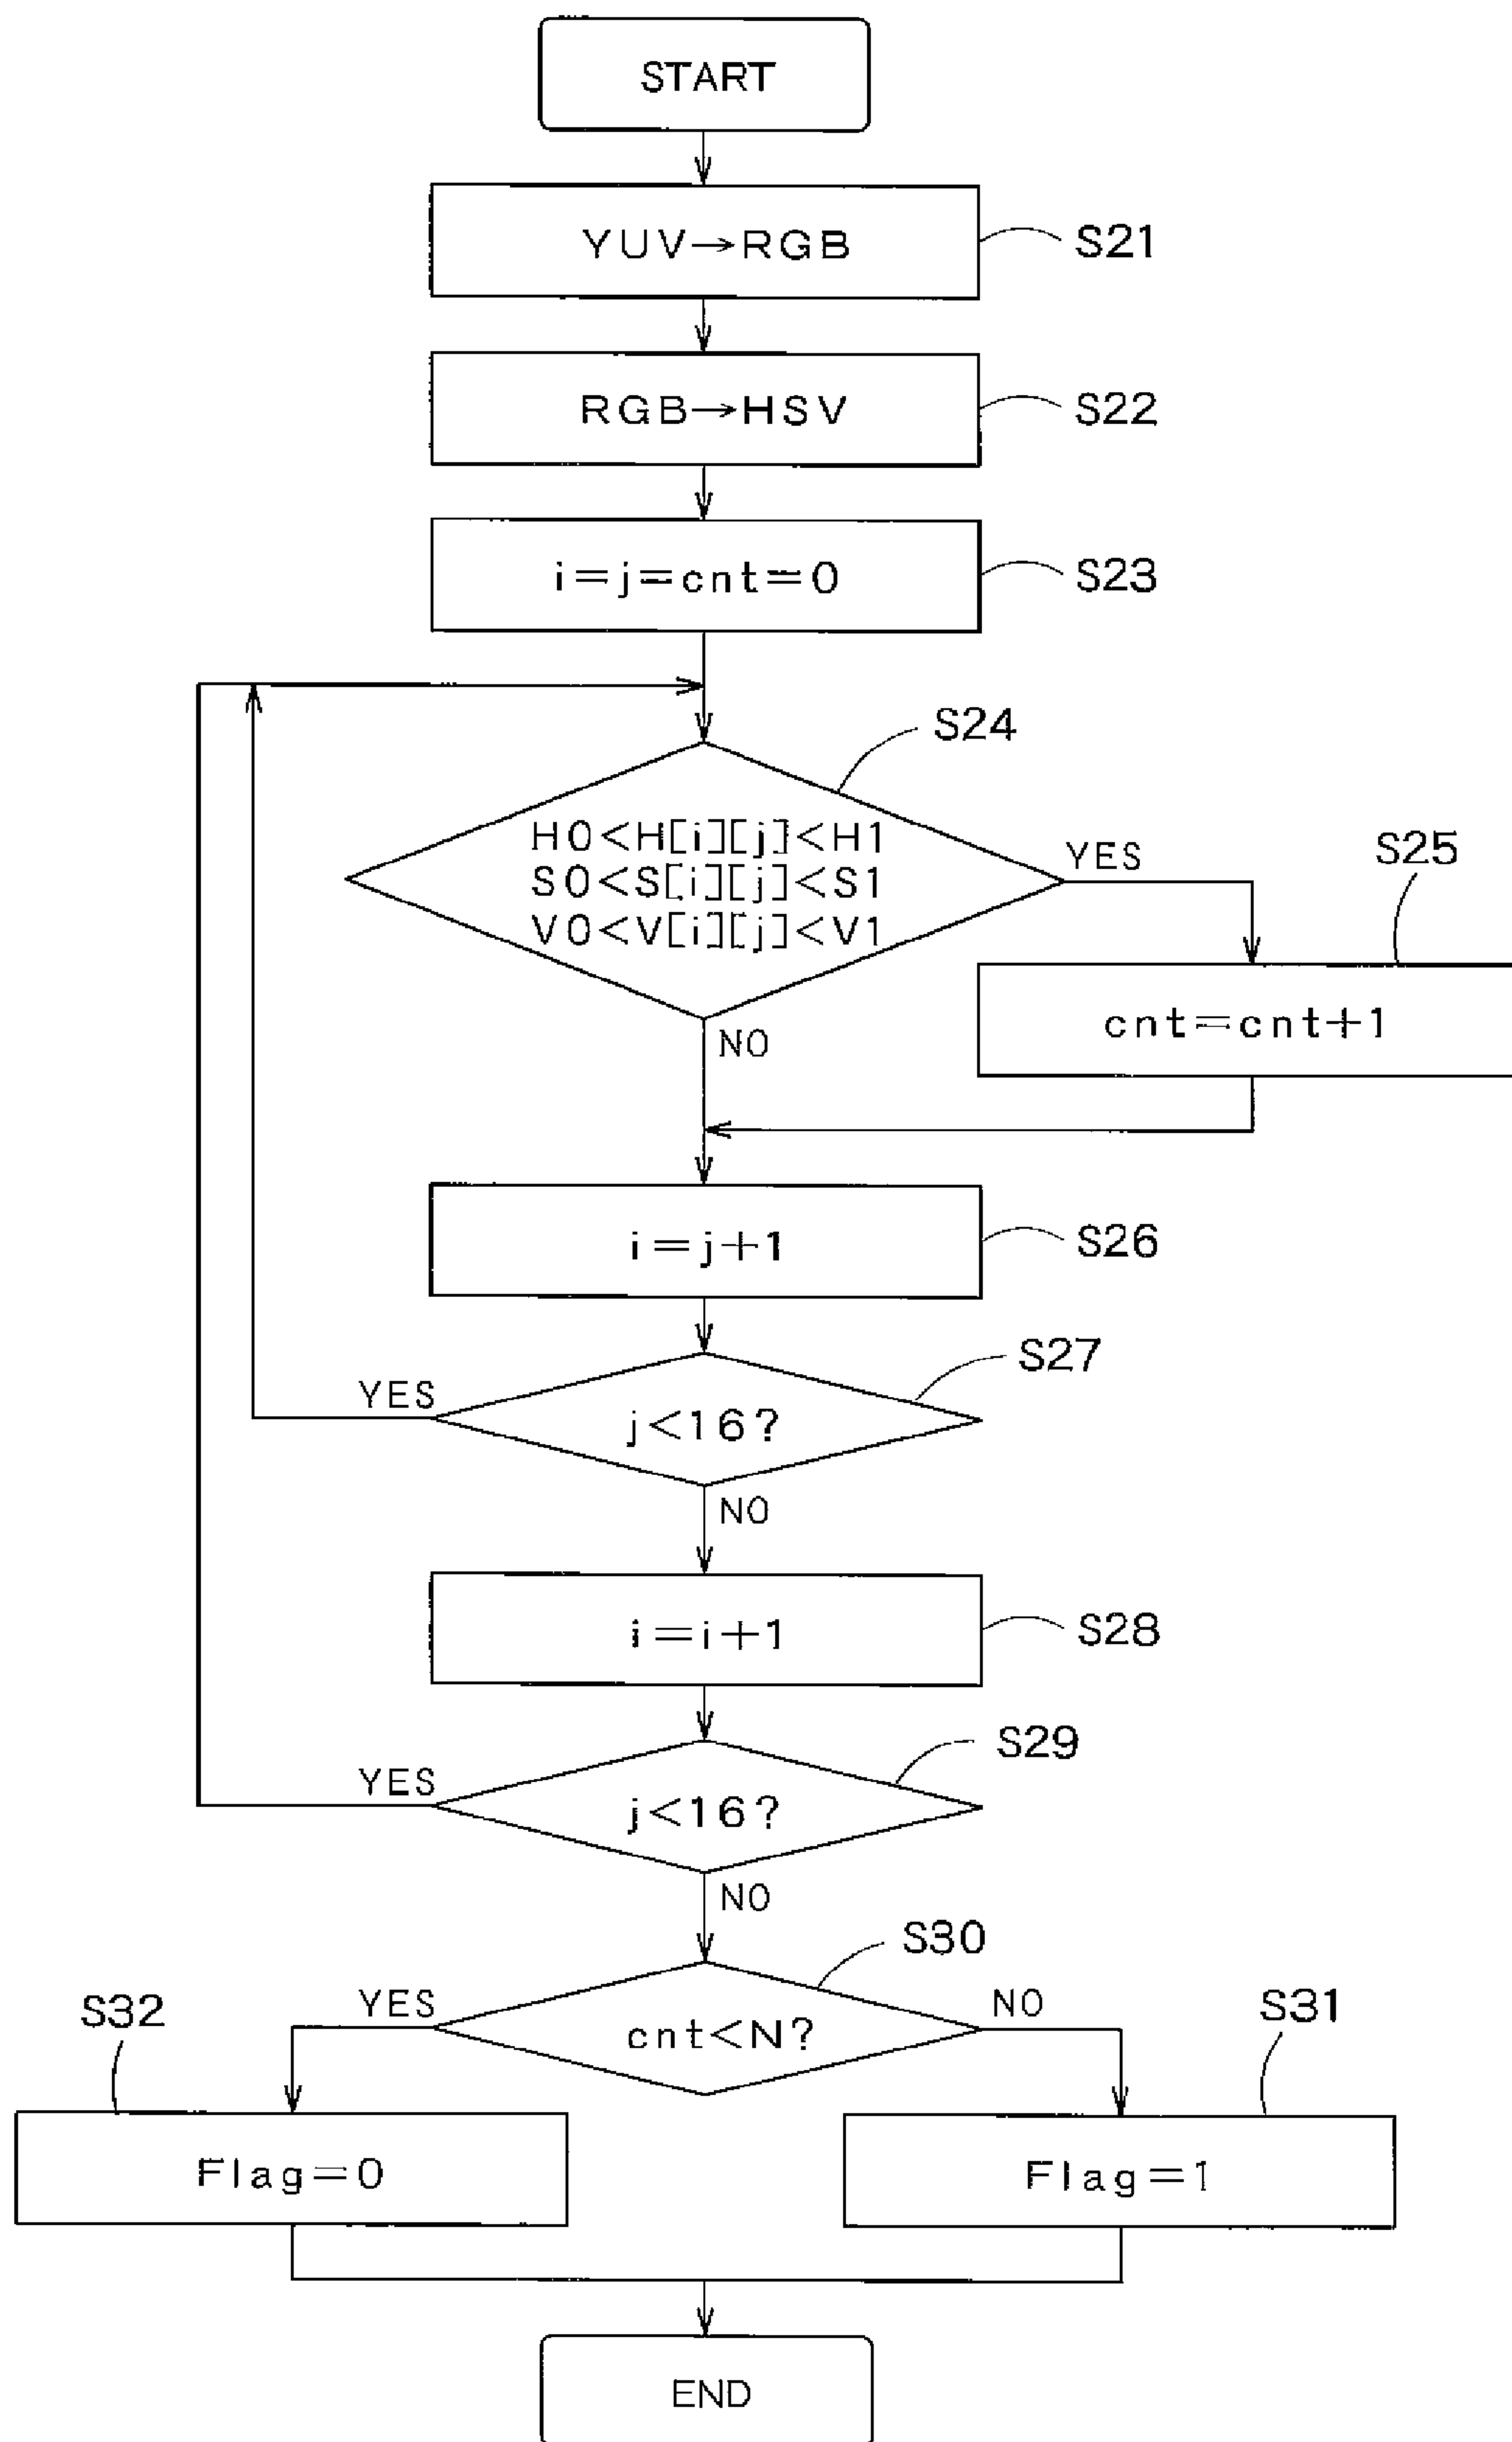 START
YUV→RGB
S21
RGB→HSV
S22
i=j=cnt=0
S23
S24
H0<H[i][j]<H1
S0<S[i][j]<S1
V0<V[i][j]<V1
YES
S25
cnt=cnt+1
NO
i=j+1
S26
S27
YES
j<16?
NO
i=i+1
S28
S29
YES
j<16?
NO
S30
S32
YES
cnt<N?
NO
S31
Flag=0
Flag=1
END